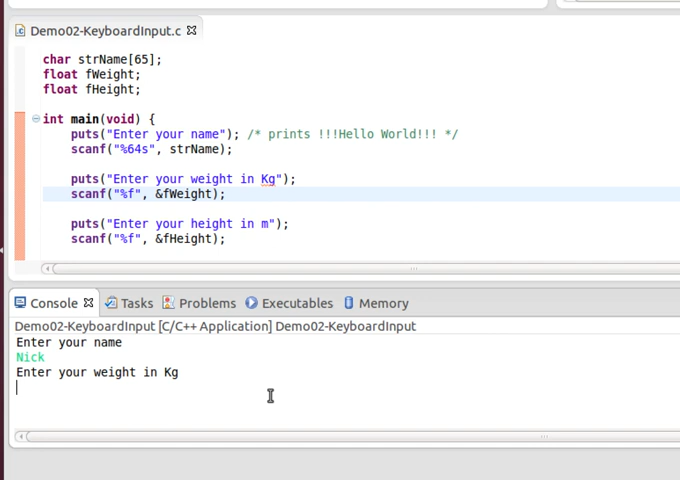 Demo02-KeyboardInput.c
char strName[65];
float fWeight;
float fHeight;
int main(void) {
puts("Enter your name"); /* prints !!!Hello World!!! */
scanf("%64s", strName);
puts("Enter your weight in Kg");
scanf("%f", &fWeight);
puts("Enter your height in m");
scanf("%f", &fHeight);
Console Tasks Problems Executables Memory
Demo02-KeyboardInput [C/C++ Application] Demo02-KeyboardInput
Enter your name
Nick
Enter your weight in Kg